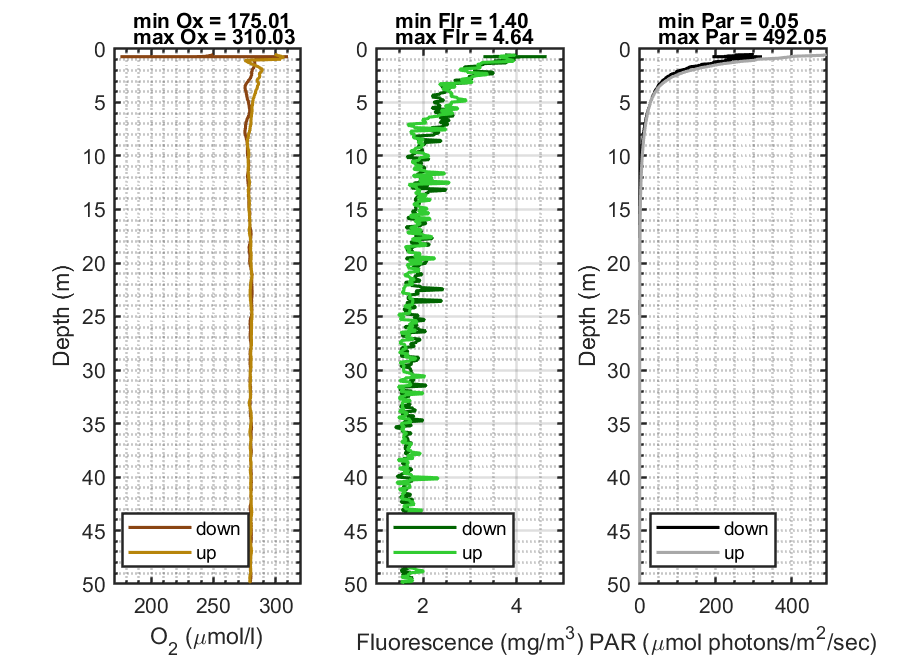 min Ox = 175.01
max Ox = 310.03
0
5
10
15
20
25
30
35
40
45
50
Depth (m)
down
up
200 250 300
O2 (μmol/l)
min Flr = 1.40
max Flr = 4.64
0
5
10
15
20
25
30
35
40
45
50
down
up
2 4
Fluorescence (mg/m³)
min Par = 0.05
max Par = 492.05
0
5
10
15
20
25
30
35
40
45
50
Depth (m)
down
up
0 200 400
PAR (μmol photons/m²/sec)